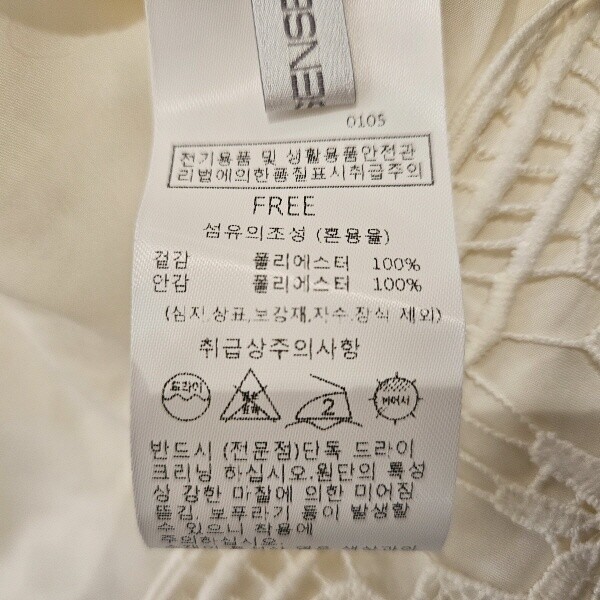 0105
전기용품 및 생활용품안전관
리법에의한품질표시취급주의
FREE
섬유의조성 (혼용율)
겉감 폴리에스터 100%
안감 폴리에스터 100%
(심지,상표,보강재,자수,장식 제외)
취급상주의사항
드라이
2
반드시 (전문점)단독 드라이
크리닝 하십시오.원단의 특성
상 강한 마찰에 의한 미어짐
뜯김, 보푸라기 등이 발생할
수 있으니 착용에
주의하십시오.